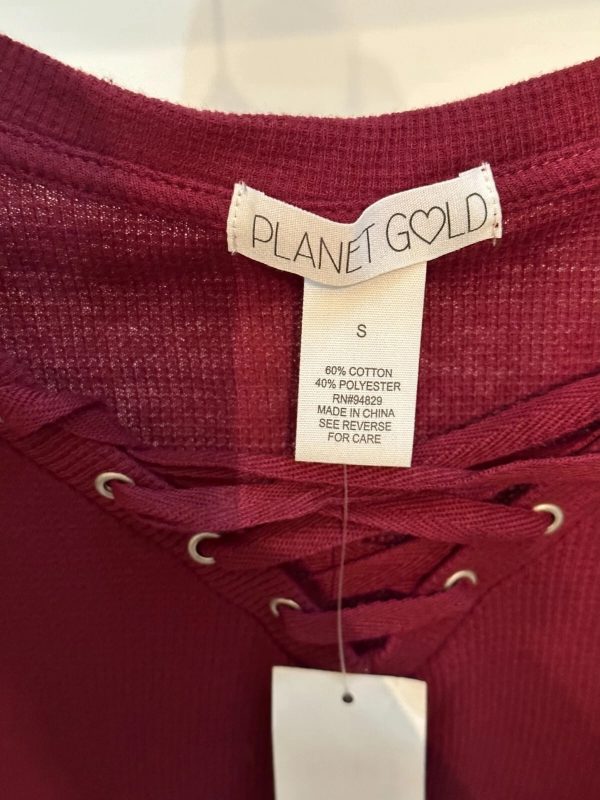 PLANET GOLD
S
60% COTTON
40% POLYESTER
RN#94829
MADE IN CHINA
SEE REVERSE
FOR CARE